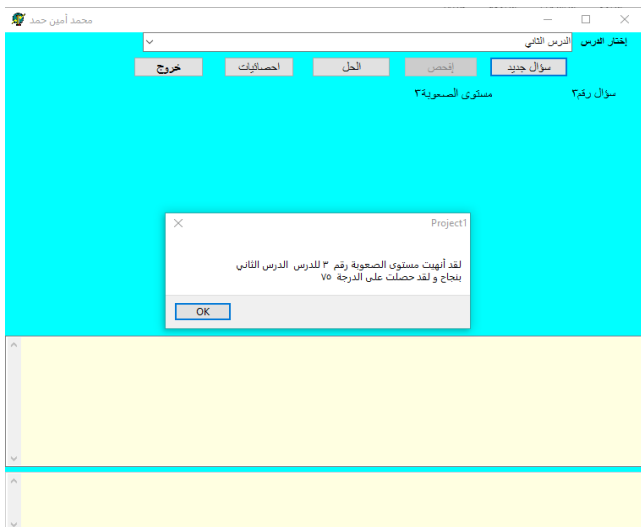 محمد أمين حمد
إختار الدرس الدرس الثاني
سؤال جديد إفحص الحل احصائيات خروج
سؤال رقم٣ مستوى الصعوبة٣
Project1
لقد أنهيت مستوى الصعوبة رقم ٣ للدرس الدرس الثاني
بنجاح و لقد حصلت على الدرجة ٧٥
OK